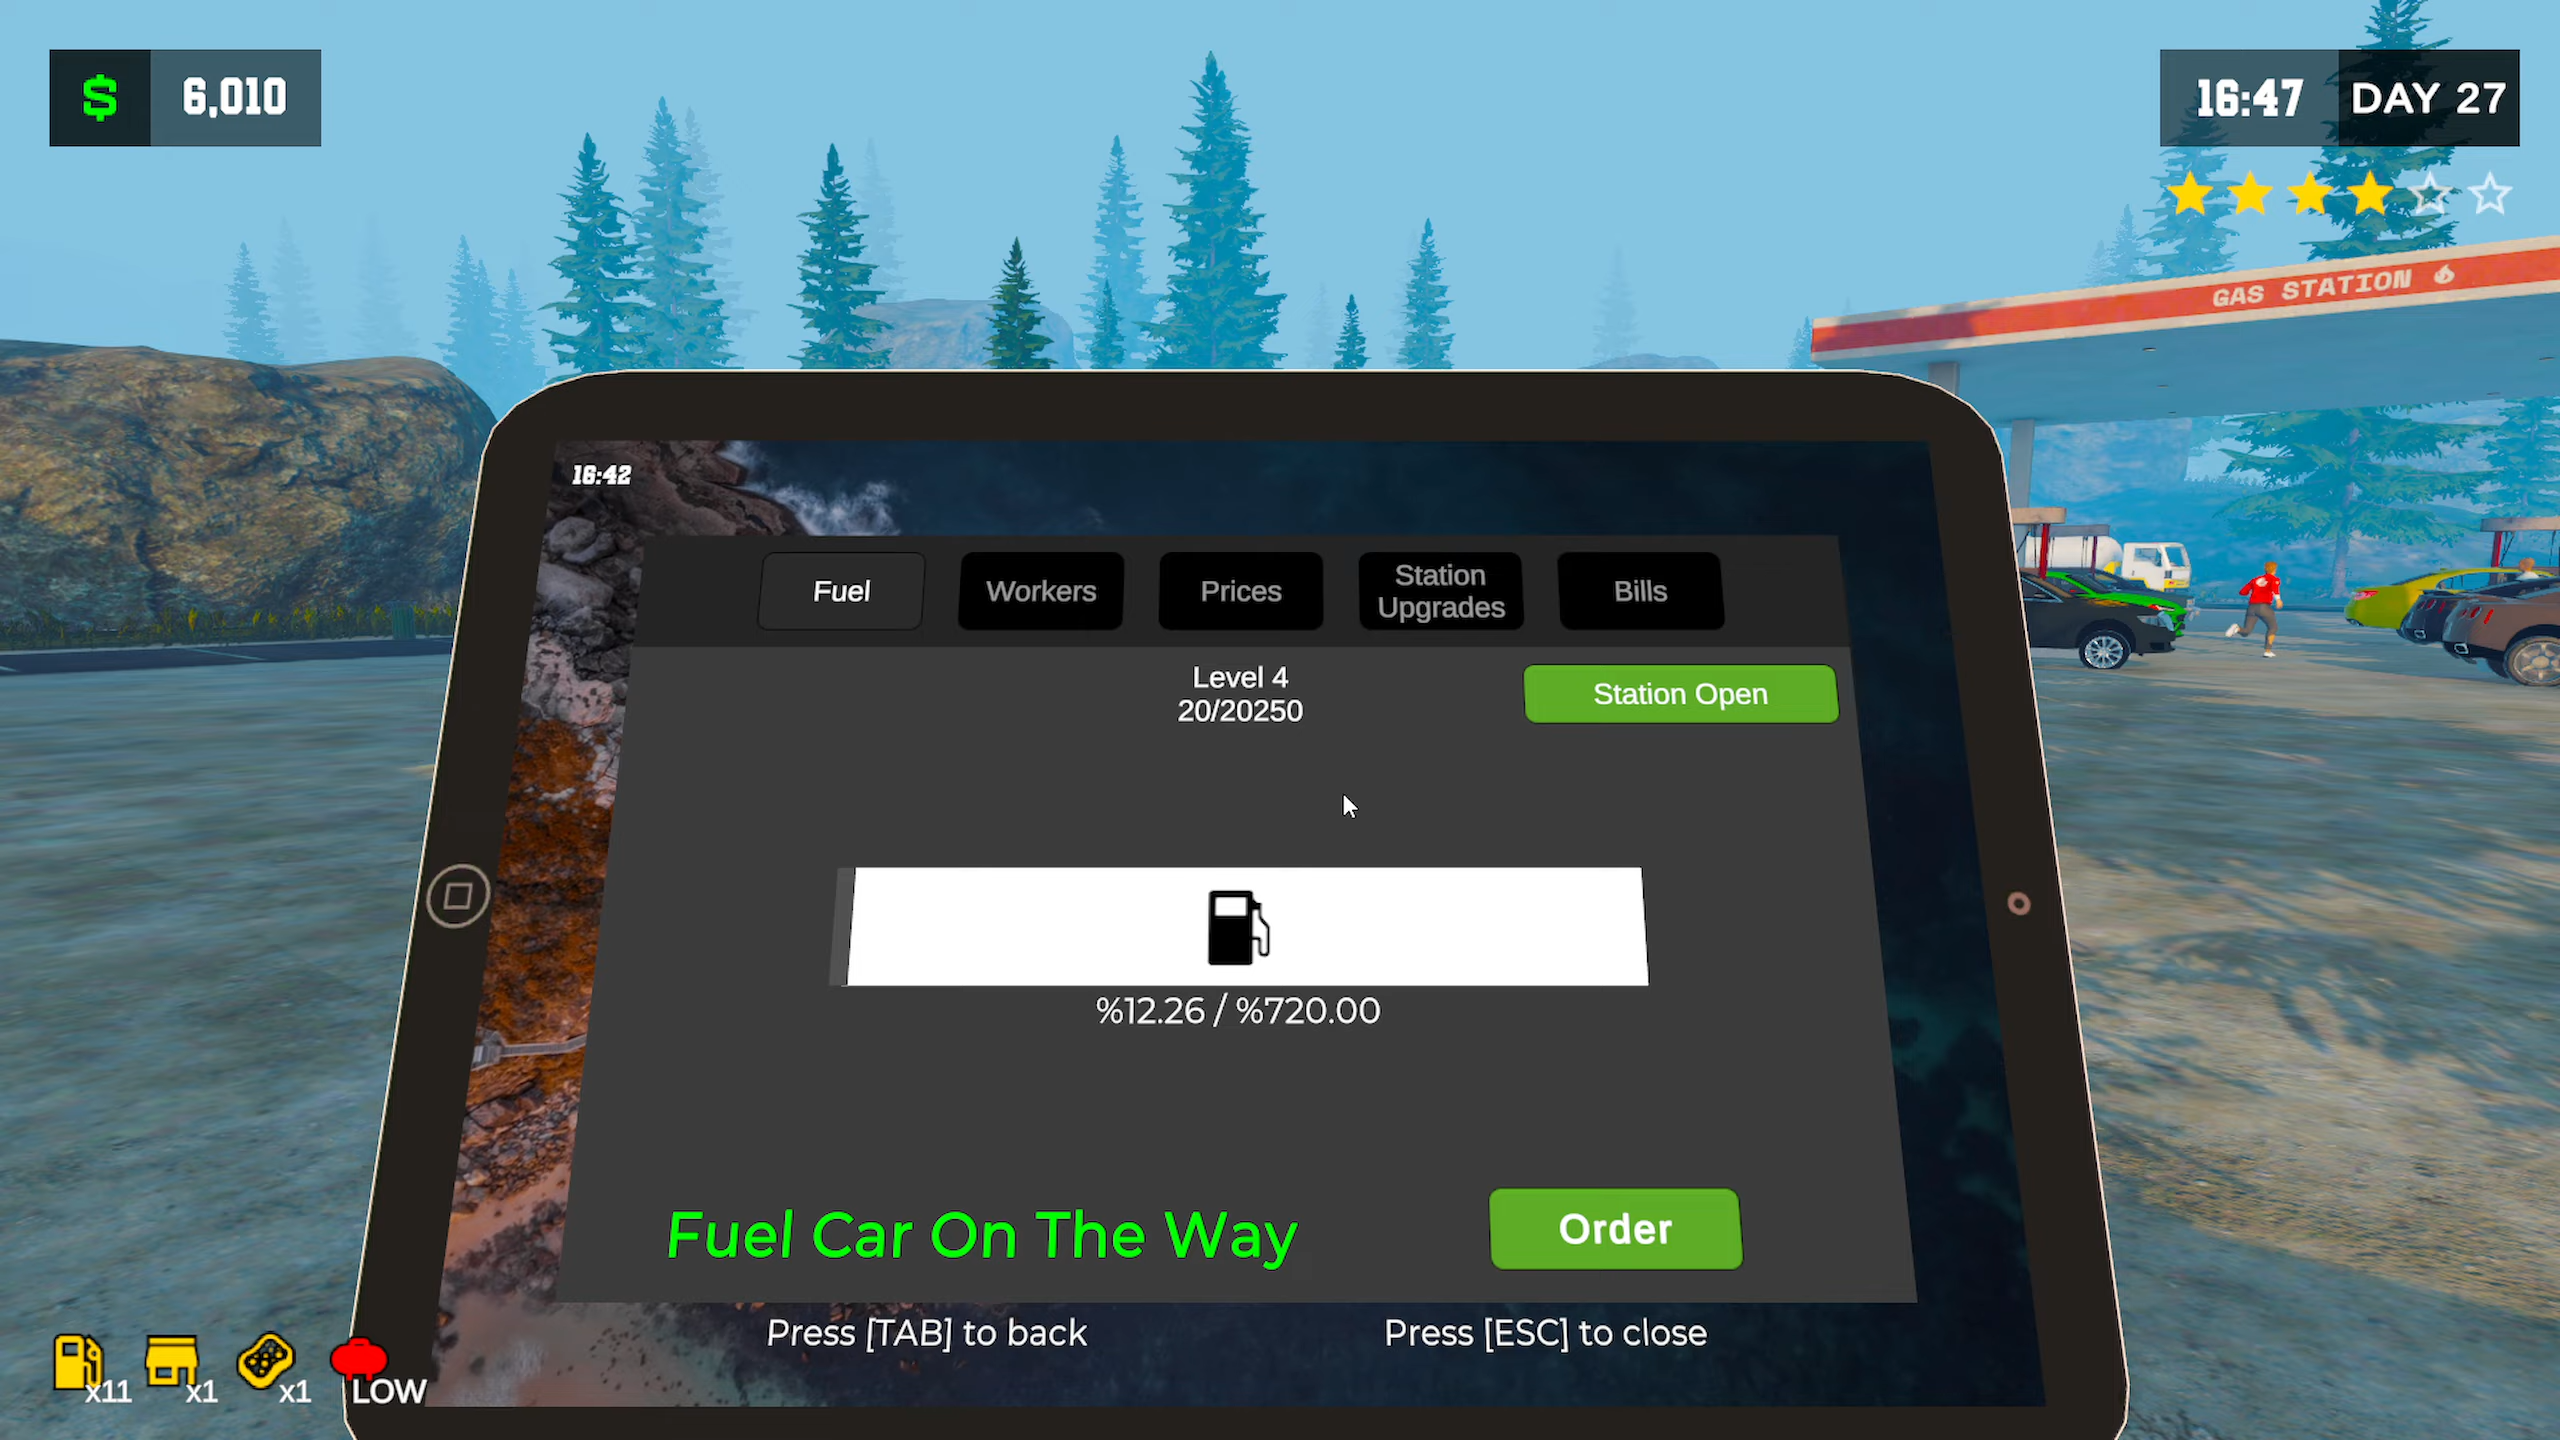 $ 6,010
16:47 DAY 27
GAS STATION
16:42
Fuel
Workers
Prices
Station
Upgrades
Bills
Level 4
20/20250
Station Open
%12.26 / %720.00
Fuel Car On The Way
Order
Press [TAB] to back
Press [ESC] to close
x11
x1
x1
LOW